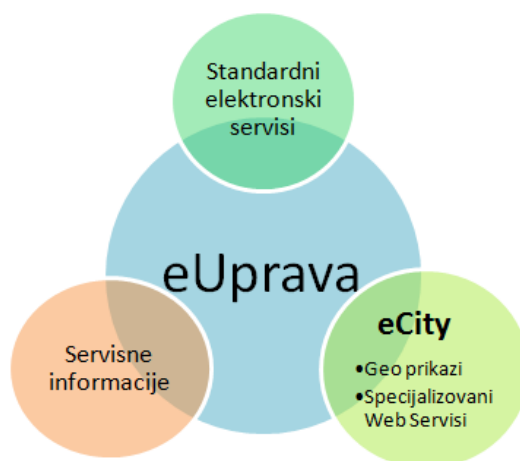 Standardni
elektronski
servisi
eUprava
Servisne
informacije
eCity
•Geo prikazi
•Specijalizovani
Web Servisi